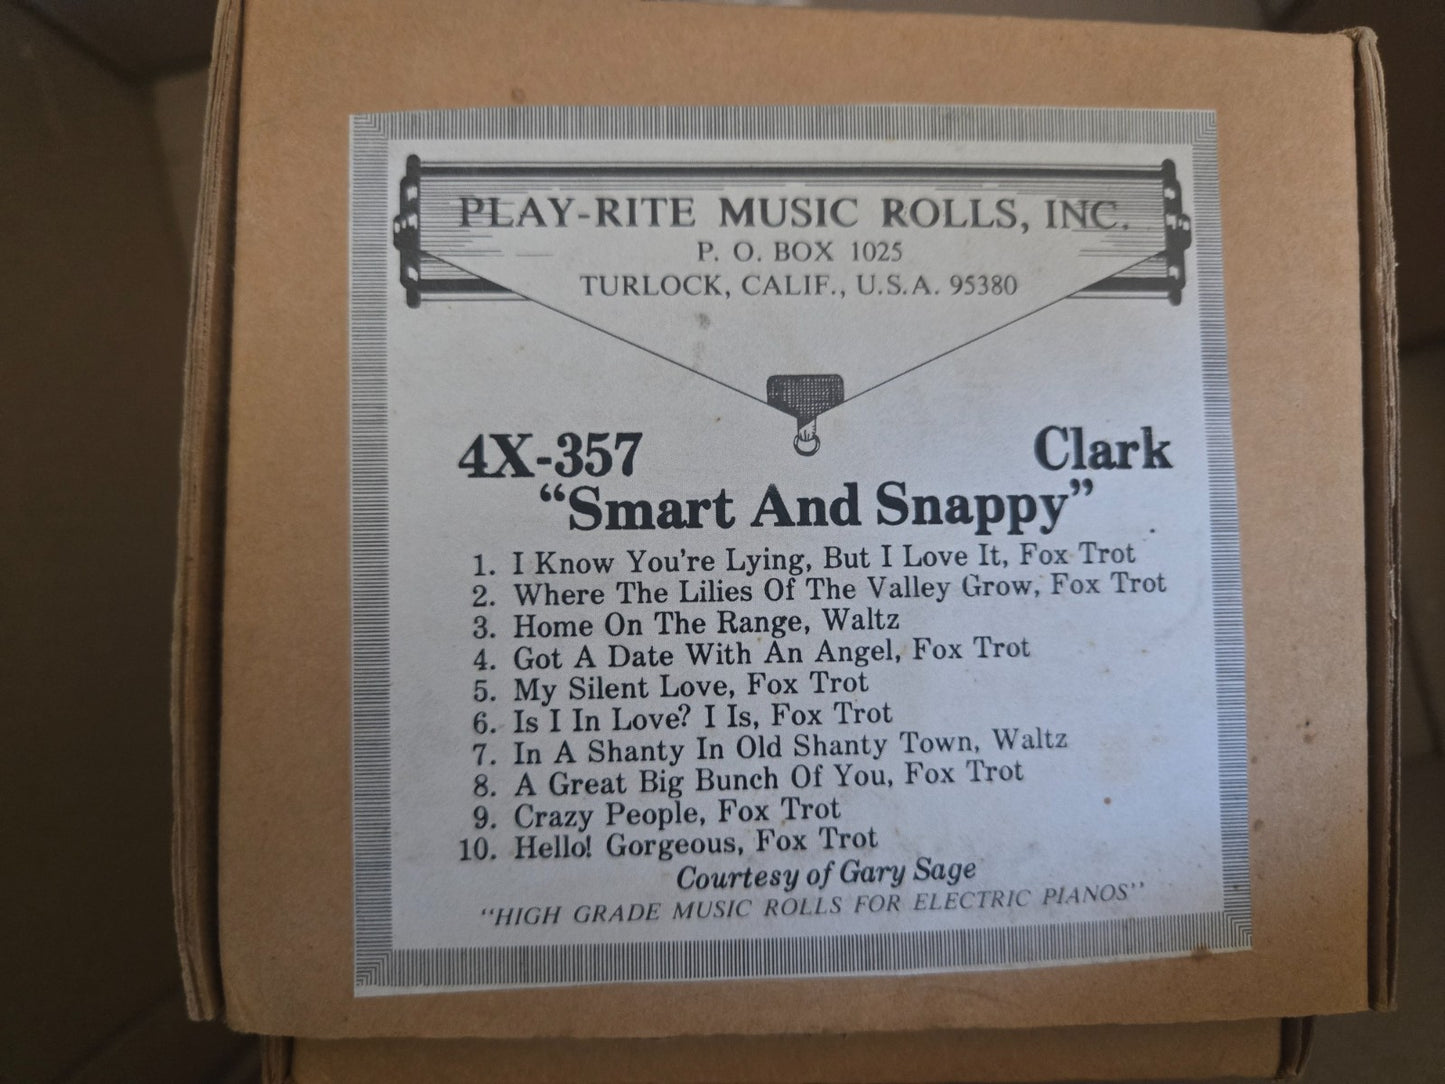 PLAY-RITE MUSIC ROLLS, INC.
P. O. BOX 1025
TURLOCK, CALIF., U.S.A. 95380
4X-357 Clark
“Smart And Snappy”
1. I Know You're Lying, But I Love It, Fox Trot
2. Where The Lilies Of The Valley Grow, Fox Trot
3. Home On The Range, Waltz
4. Got A Date With An Angel, Fox Trot
5. My Silent Love, Fox Trot
6. Is I In Love? I Is, Fox Trot
7. In A Shanty In Old Shanty Town, Waltz
8. A Great Big Bunch Of You, Fox Trot
9. Crazy People, Fox Trot
10. Hello! Gorgeous, Fox Trot
Courtesy of Gary Sage
"HIGH GRADE MUSIC ROLLS FOR ELECTRIC PIANOS"